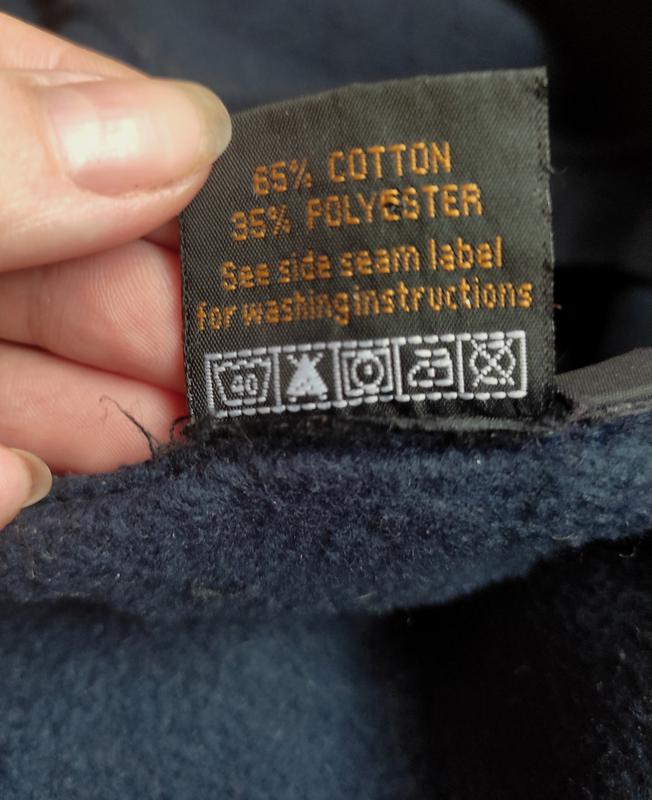 65% COTTON
35% POLYESTER
See side seam label
for washing instructions
40